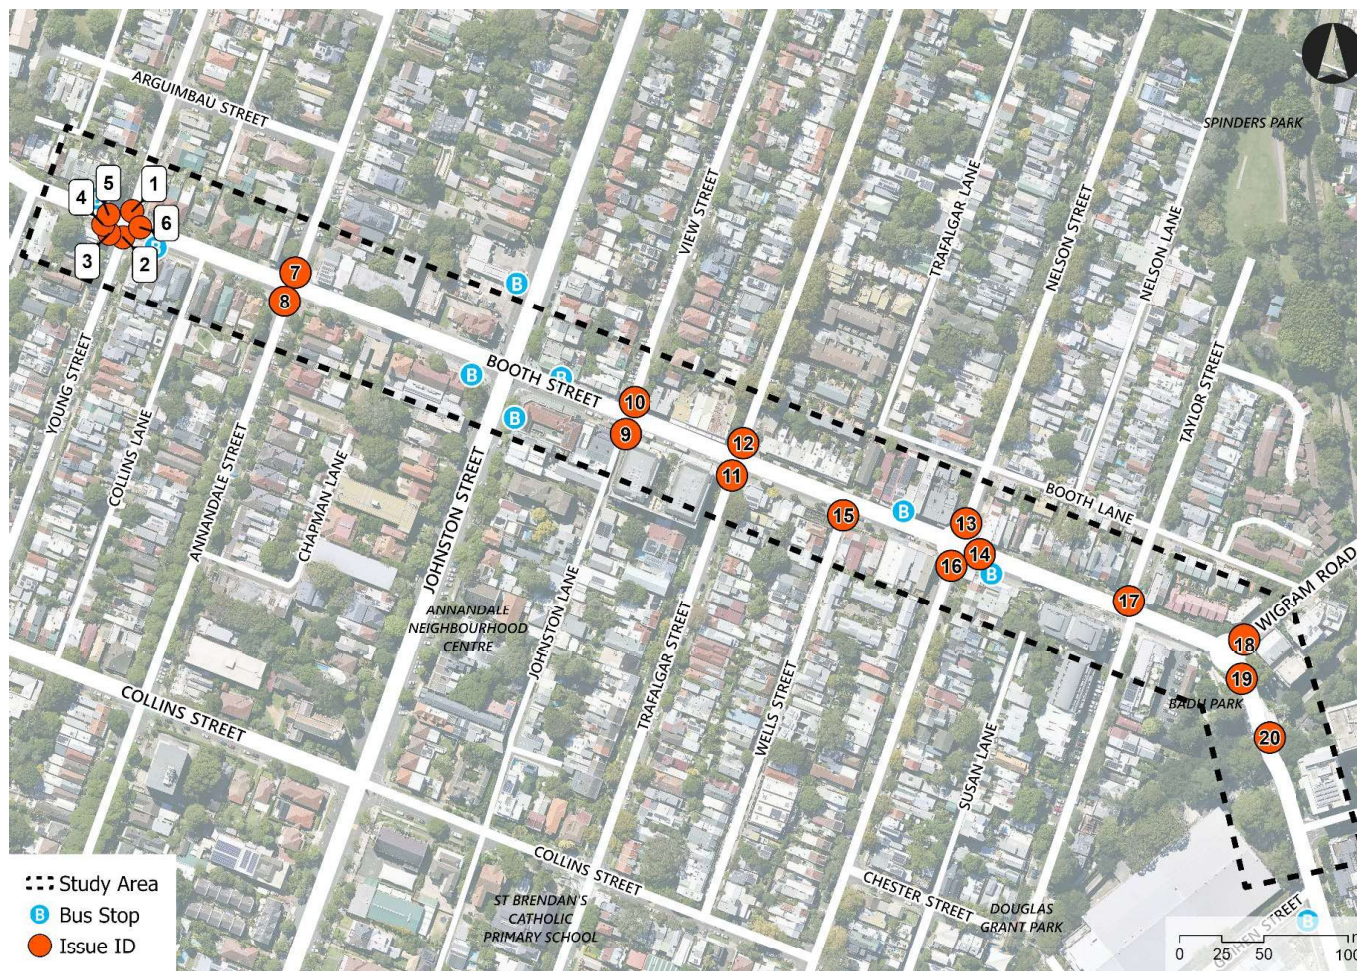 ARGUIMBAU STREET
SPINDERS PARK
5
1
4
6
3
2
B
7
8
B
VIEW STREET
TRAFALGAR LANE
NELSON STREET
NELSON LANE
TAYLOR STREET
YOUNG STREET
COLLINS LANE
ANNANDALE STREET
CHAPMAN LANE
JOHNSTON STREET
B
B
B
BOOTH STREET
10
9
12
11
15
B
13
14
16
B
BOOTH LANE
17
WIGRAM ROAD
18
19
BADU PARK
20
ANNANDALE
NEIGHBOURHOOD
CENTRE
JOHNSTON LANE
TRAFALGAR STREET
WELLS STREET
SUSAN LANE
COLLINS STREET
COLLINS STREET
CHESTER STREET
ST BRENDAN'S
CATHOLIC
PRIMARY SCHOOL
DOUGLAS
GRANT PARK
STREET
B
Study Area
B Bus Stop
Issue ID
0 25 50 100